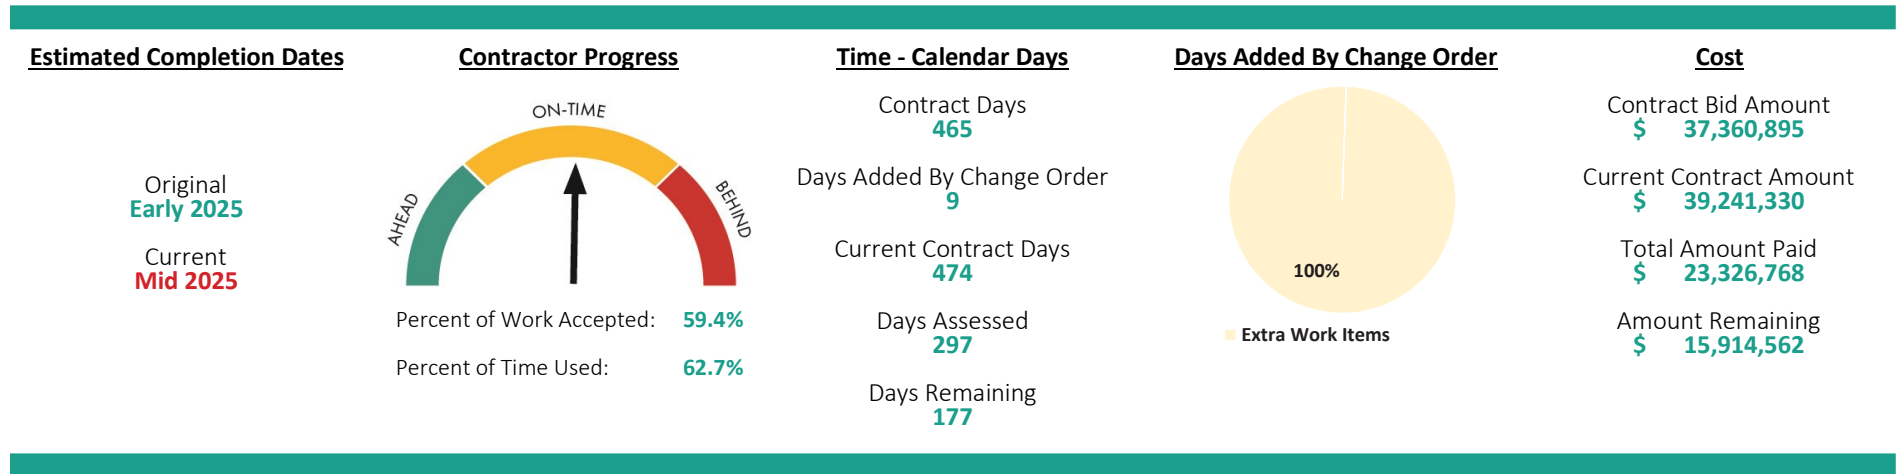 Estimated Completion Dates
Original
Early 2025
Current
Mid 2025
Contractor Progress
ON-TIME
AHEAD
BEHIND
Percent of Work Accepted: 59.4%
Percent of Time Used: 62.7%
Time - Calendar Days
Contract Days
465
Days Added By Change Order
9
Current Contract Days
474
Days Assessed
297
Days Remaining
177
Days Added By Change Order
100%
Extra Work Items
Cost
Contract Bid Amount
$ 37,360,895
Current Contract Amount
$ 39,241,330
Total Amount Paid
$ 23,326,768
Amount Remaining
$ 15,914,562